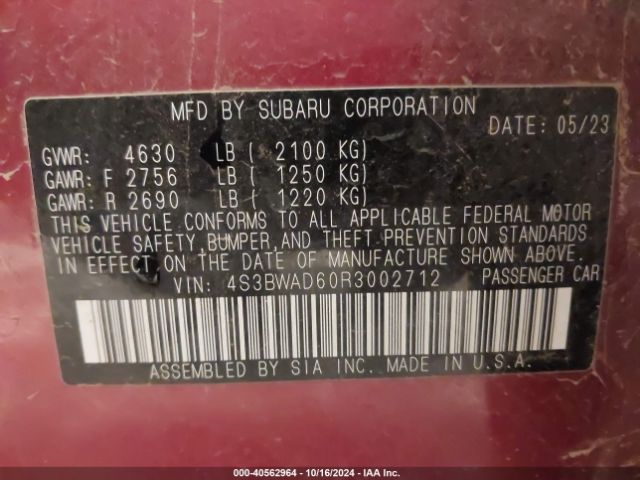 MFD BY SUBARU CORPORATION
DATE: 05/23
GVWR: 4630 LB ( 2100 KG)
GAWR: F 2756 LB ( 1250 KG)
GAWR: R 2690 LB ( 1220 KG)
THIS VEHICLE CONFORMS TO ALL APPLICABLE FEDERAL MOTOR
VEHICLE SAFETY, BUMPER, AND THEFT PREVENTION STANDARDS
IN EFFECT ON THE DATE OF MANUFACTURE SHOWN ABOVE.
VIN: 4S3BWAD60R3002712 PASSENGER CAR
ASSEMBLED BY SIA INC. MADE IN U.S.A.
000-40562964 - 10/16/2024 - IAA Inc.